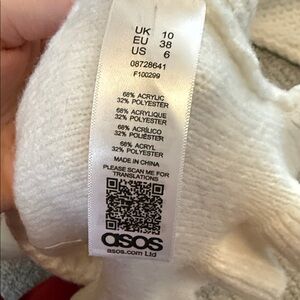 UK 10
EU 38
US 6
08728641
F100299
68% ACRYLIC
32% POLYESTER
68% ACRYLIQUE
32% POLYESTER
68% ACRÍLICO
32% POLIÉSTER
68% ACRYL
32% POLYESTER
MADE IN CHINA
PLEASE SCAN ME FOR
TRANSLATIONS
asos
asos.com Ltd